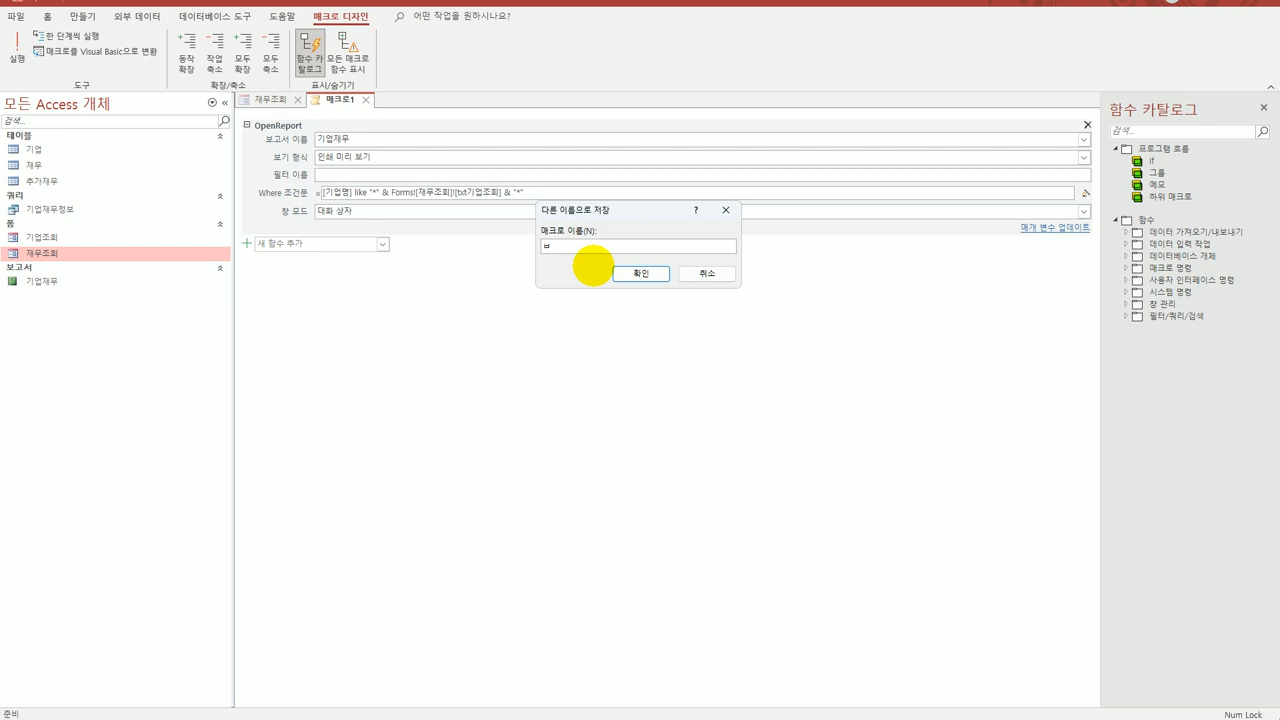 파일 홈 만들기 외부 데이터 데이터베이스 도구 도움말 매크로 디자인 어떤 작업을 원하시나요?
실행
한 단계씩 실행
매크로를 Visual Basic으로 변환
도구
동작 확장
작업 축소
모두 확장
모두 축소
확장/축소
함수 카탈로그
모든 매크로 함수 표시
표시/숨기기
모든 Access 개체
검색...
테이블
기업
재무
추가재무
쿼리
기업재무정보
폼
기업조회
재무조회
보고서
기업재무
재무조회 매크로1
OpenReport
보고서 이름 기업재무
보기 형식 인쇄 미리 보기
필터 이름
Where 조건문 = [기업명] like "*" & Forms![재무조회]![txt기업조회] & "*"
창 모드 대화 상자
매개 변수 업데이트
새 함수 추가
다른 이름으로 저장 ?
매크로 이름(N):
ㅂ
확인 취소
함수 카탈로그
검색...
프로그램 흐름
If
그룹
메모
하위 매크로
함수
데이터 가져오기/내보내기
데이터 입력 작업
데이터베이스 개체
매크로 명령
사용자 인터페이스 명령
시스템 명령
창 관리
필터/쿼리/검색
준비
Num Lock